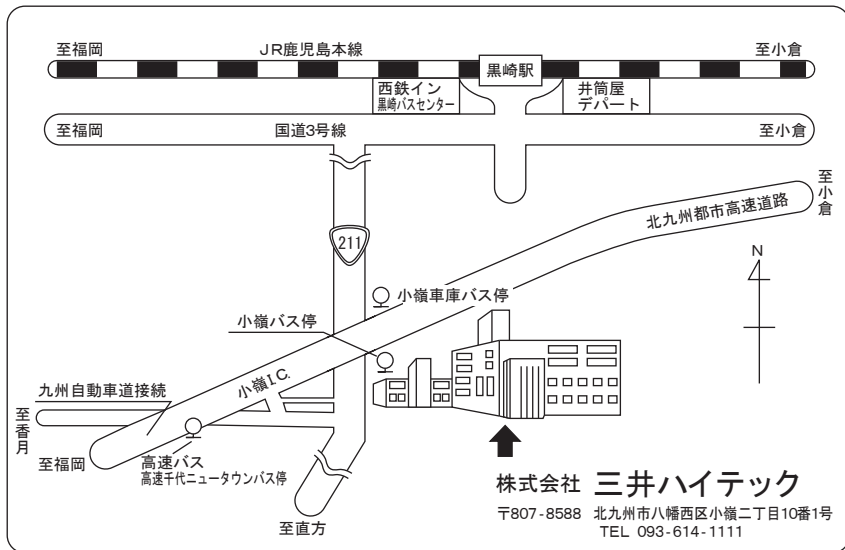 至福岡
JR鹿児島本線
至小倉
黒崎駅
西鉄イン
黒崎バスセンター
井筒屋
デパート
至福岡
国道3号線
至小倉
至小倉
北九州都市高速道路
211
N
小嶺車庫バス停
小嶺バス停
小嶺I.C.
九州自動車道接続
至香月
至福岡
高速バス
高速千代ニュータウンバス停
至直方
株式会社 三井ハイテック
〒807-8588 北九州市八幡西区小嶺二丁目10番1号
TEL 093-614-1111